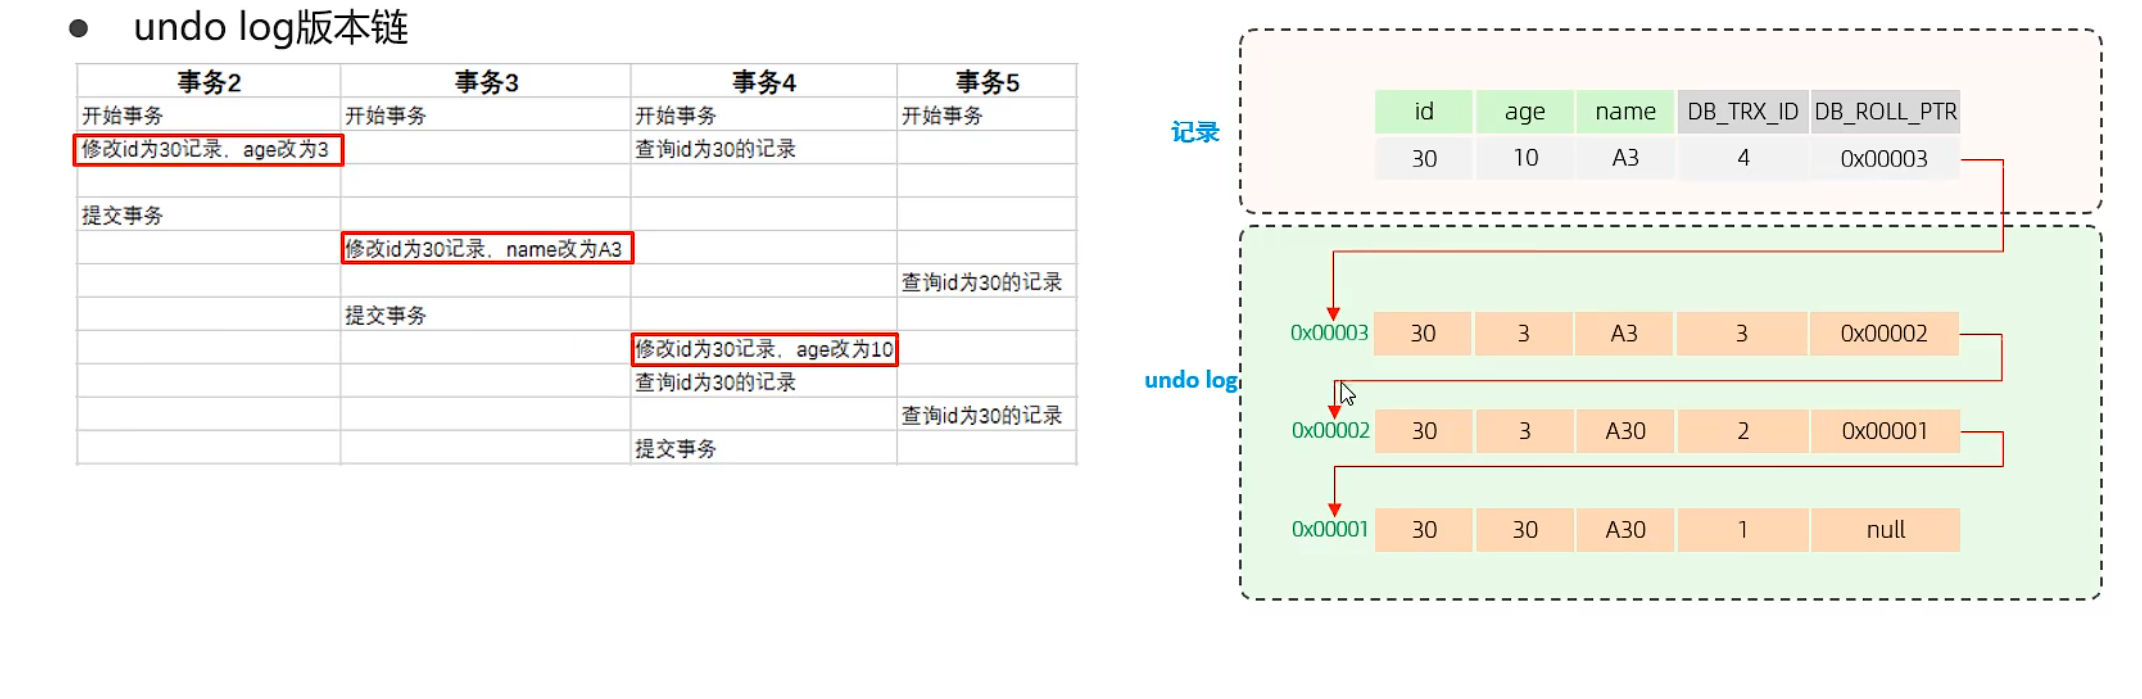 ● undo log版本链
事务2 事务3 事务4 事务5
开始事务 开始事务 开始事务 开始事务
修改id为30记录，age改为3 查询id为30的记录
提交事务
修改id为30记录，name改为A3
查询id为30的记录
提交事务
修改id为30记录，age改为10
查询id为30的记录
查询id为30的记录
提交事务
记录
id age name DB_TRX_ID DB_ROLL_PTR
30 10 A3 4 0x00003
undo log
0x00003 30 3 A3 3 0x00002
0x00002 30 3 A30 2 0x00001
0x00001 30 30 A30 1 null